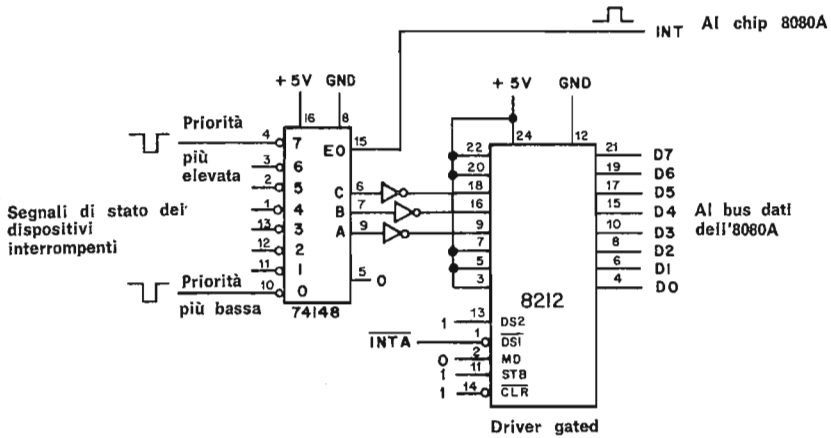 INT
Al chip 8080A
+ 5V GND
16 8
Priorità
più
elevata
4 7 EO 15
3 6
2 5 C 6
1 4 B 7
13 3 A 9
12 2
11 1 5 0
10 0
Segnali di stato dei
dispositivi
interrompenti
Priorità
più bassa
74148
+ 5V GND
24 12
22 21 D7
20 19 D6
18 17 D5
16 15 D4
9 10 D3
7 8 D2
5 6 D1
3 4 D0
Al bus dati
dell'8080A
8212
1 13 DS2
INTA 1 DS1
0 2 MD
1 11 STB
1 14 CLR
Driver gated